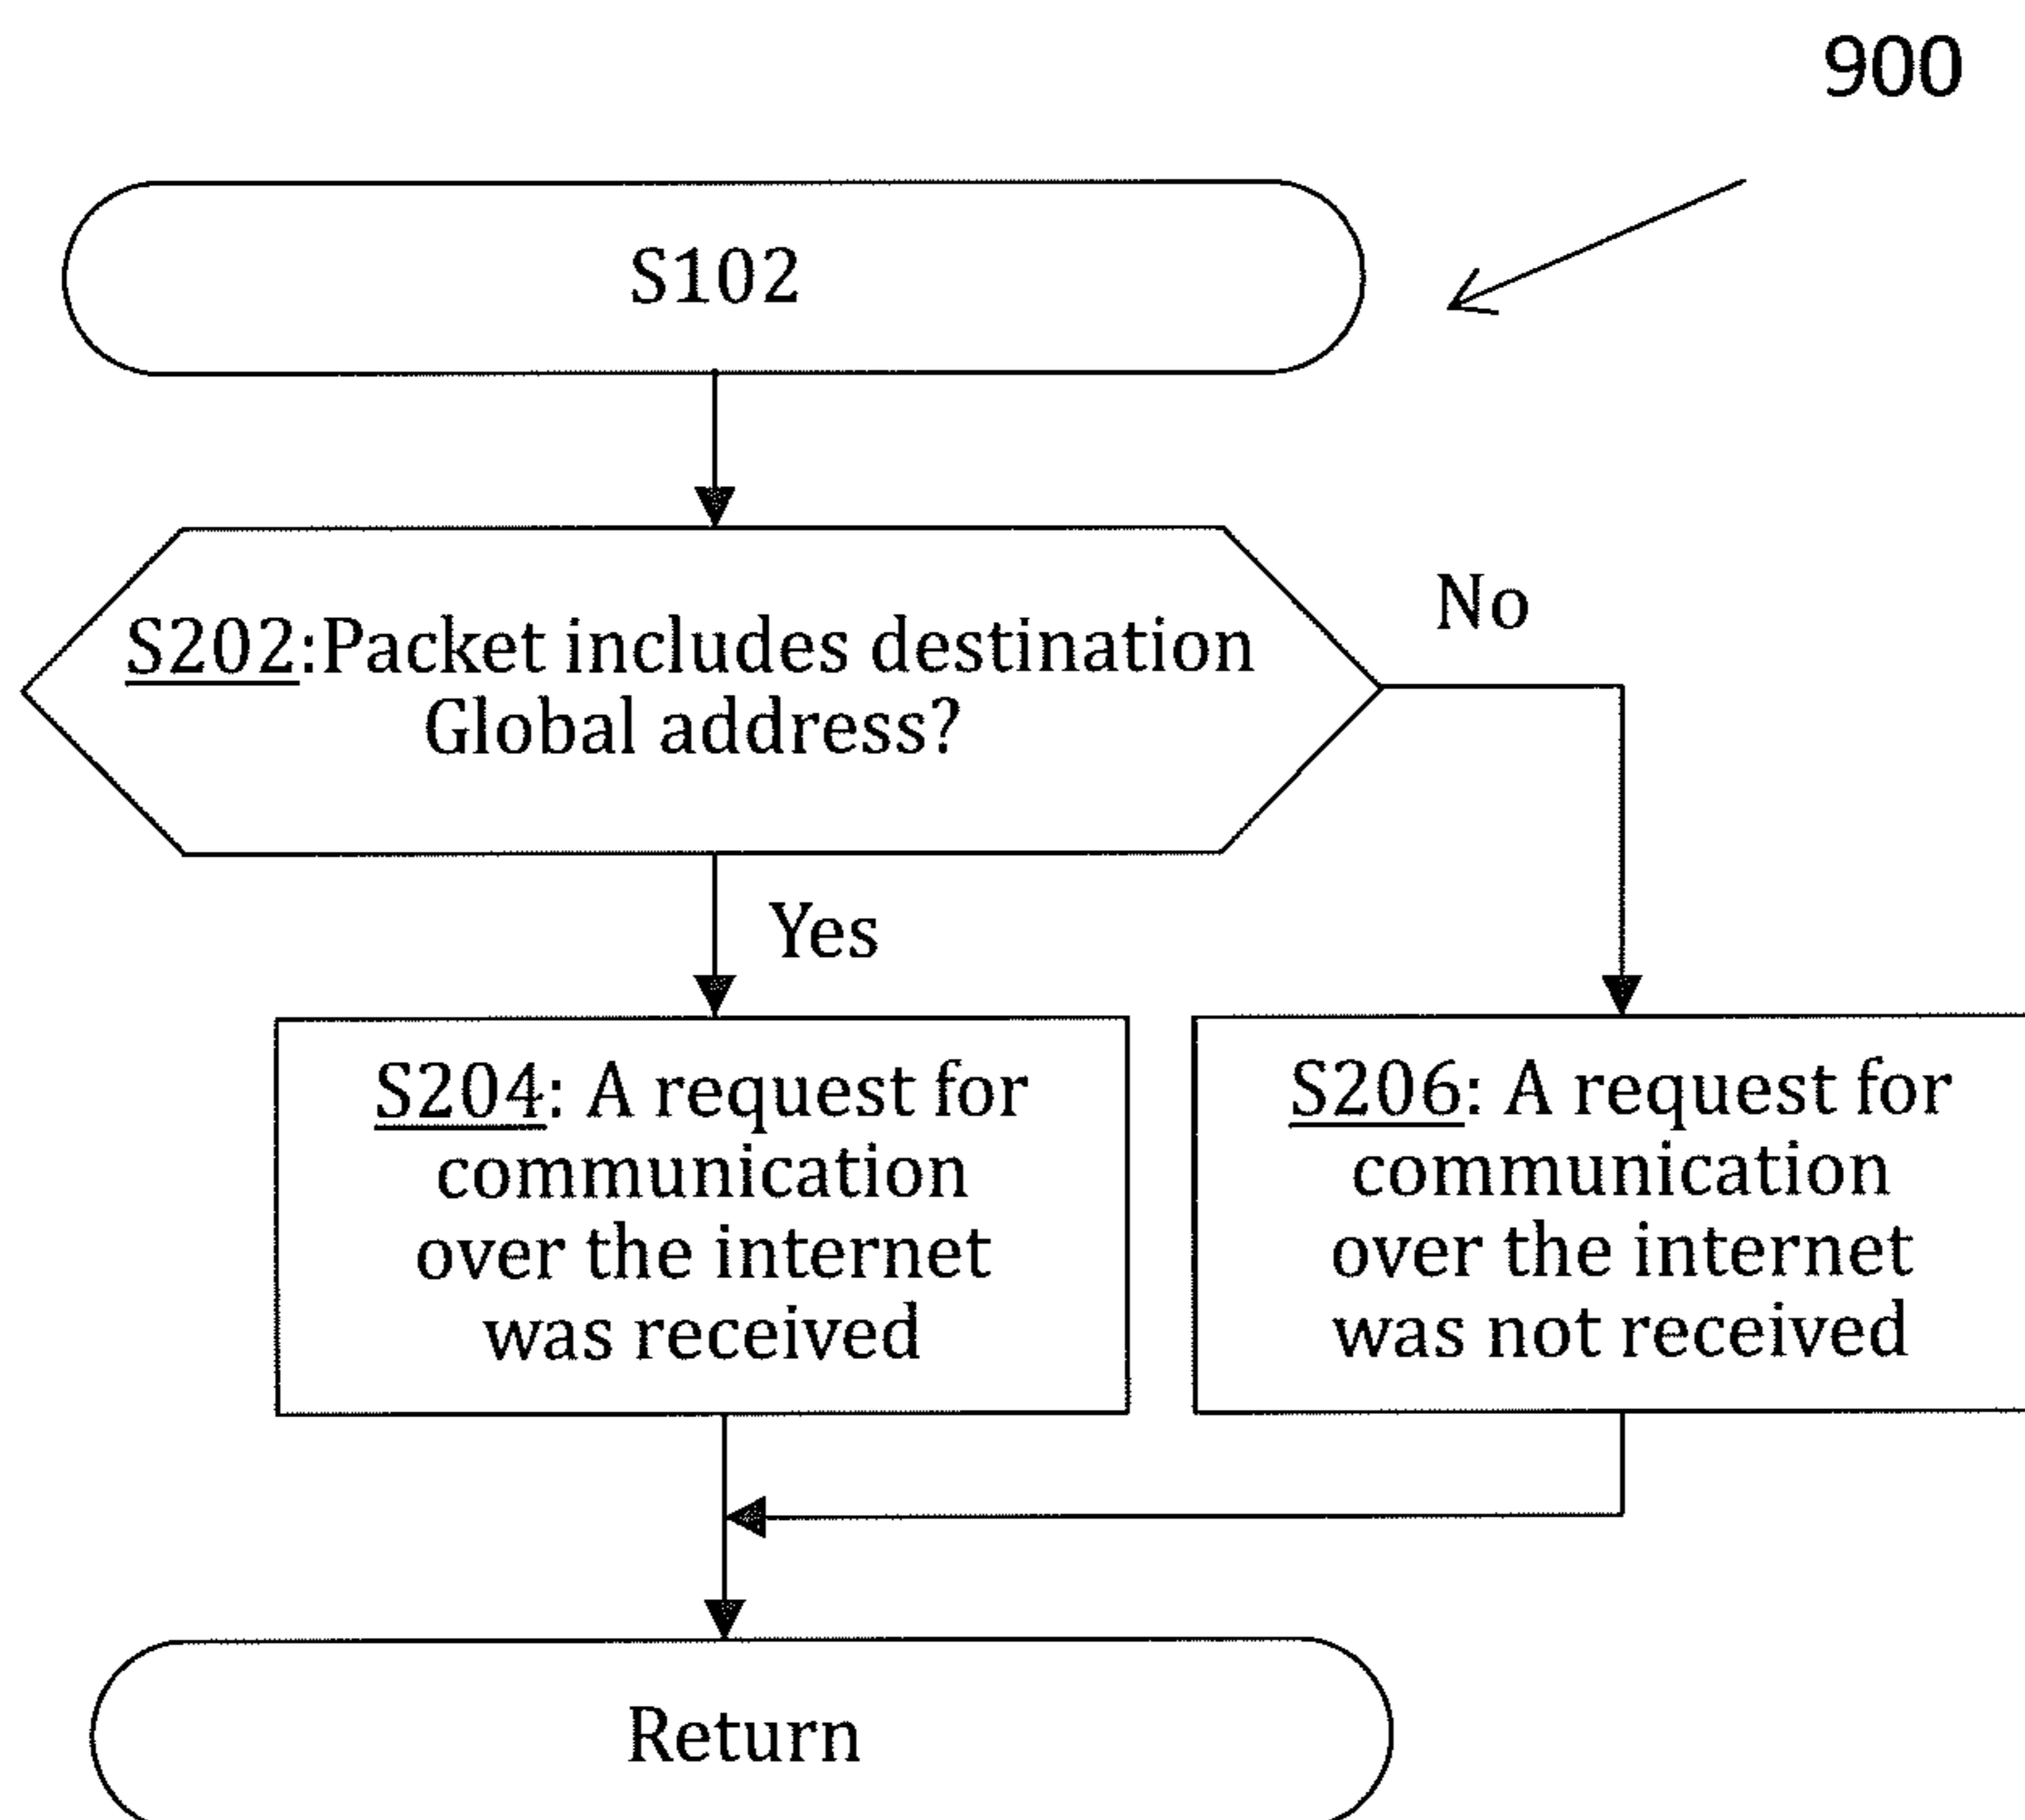 900
S102
S202:Packet includes destination
Global address?
No
Yes
S204: A request for
communication
over the internet
was received
S206: A request for
communication
over the internet
was not received
Return